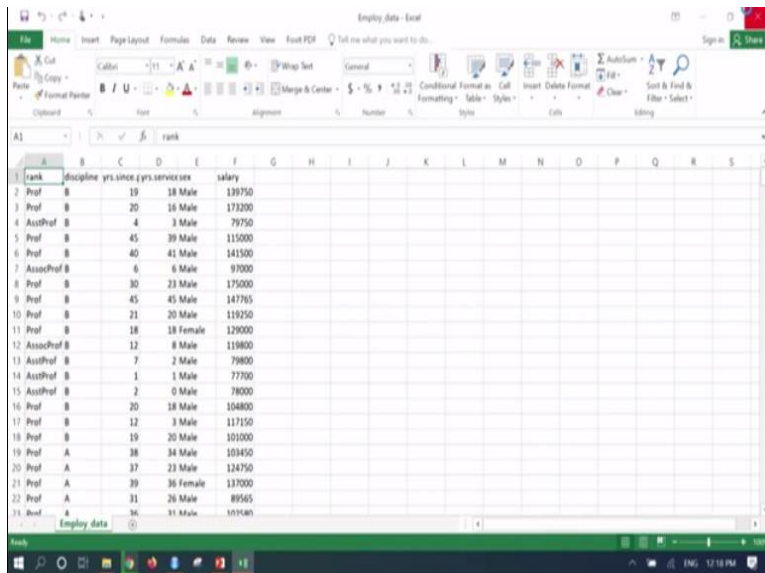 Employ_data - Excel
File Home Insert Page Layout Formulas Data Review View Foxit PDF Tell me what you want to do... Sign in Share
Cut
Copy
Format Painter
Paste
Calibri 11 A A Wrap Text General
B I U A Merge & Center $ % ,
Conditional Formatting Format as Table Cell Styles Insert Delete Format
AutoSum
Fill
Clear
Sort & Filter Find & Select
Clipboard Font Alignment Number Styles Cells Editing
A1 fx rank
A B C D E F G H I J K L M N O P Q R S
1 rank discipline yrs.since.p yrs.service sex salary
2 Prof B 19 18 Male 139750
3 Prof B 20 16 Male 173200
4 AsstProf B 4 3 Male 79750
5 Prof B 45 39 Male 115000
6 Prof B 40 41 Male 141500
7 AssocProf B 6 6 Male 97000
8 Prof B 30 23 Male 175000
9 Prof B 45 45 Male 147765
10 Prof B 21 20 Male 119250
11 Prof B 18 18 Female 129000
12 AssocProf B 12 8 Male 119800
13 AsstProf B 7 2 Male 79800
14 AsstProf B 1 1 Male 77700
15 AsstProf B 2 0 Male 78000
16 Prof B 20 18 Male 104800
17 Prof B 12 3 Male 117150
18 Prof B 19 20 Male 101000
19 Prof A 38 34 Male 103450
20 Prof A 37 23 Male 124750
21 Prof A 39 36 Female 137000
22 Prof A 31 26 Male 89565
23 Prof A 36 31 Male 102580
Employ_data
Ready
ENG 12:18 PM